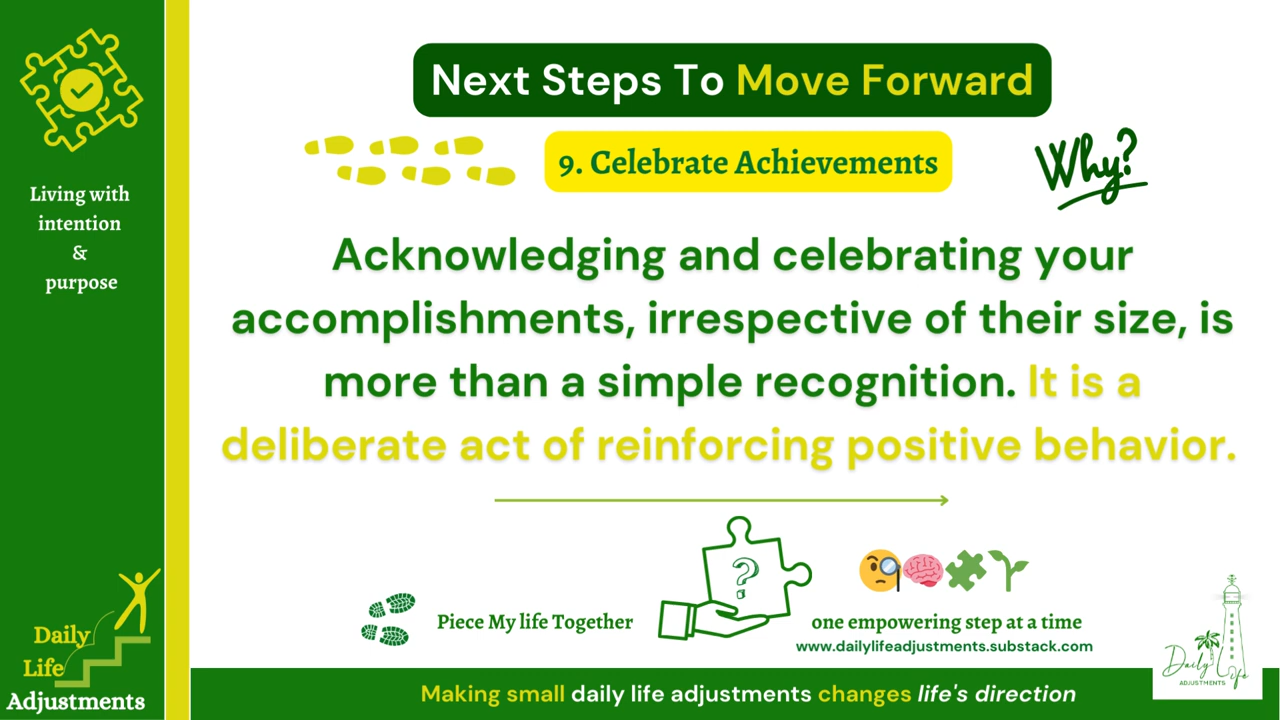 Next Steps To Move Forward
9. Celebrate Achievements
Why?
Living with
intention
&
purpose
Acknowledging and celebrating your
accomplishments, irrespective of their size, is
more than a simple recognition. It is a
deliberate act of reinforcing positive behavior.
?
Piece My life Together
one empowering step at a time
www.dailylifeadjustments.substack.com
Daily
Life
Adjustments
Making small daily life adjustments changes life's direction
Daily Life
ADJUSTMENTS